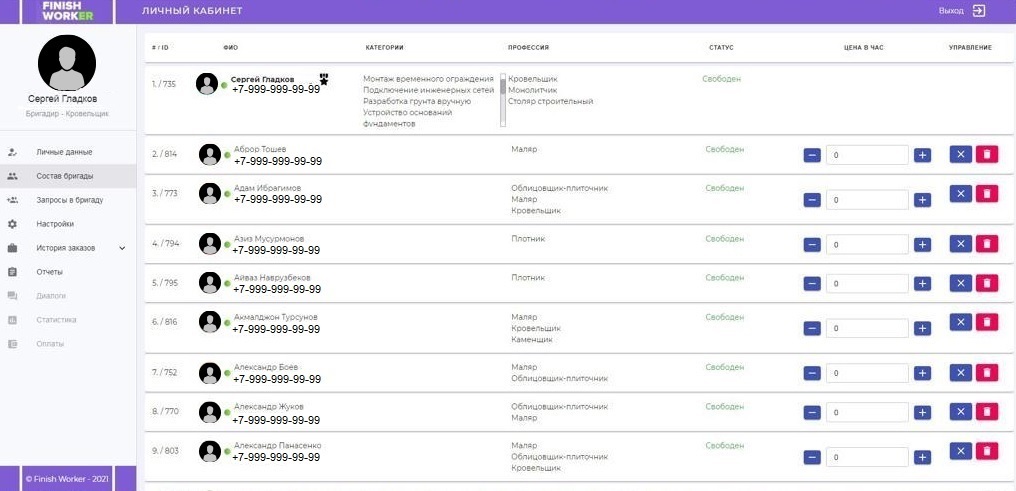 FINISH
WORKER
ЛИЧНЫЙ КАБИНЕТ
Выход
Сергей Гладков
Бригадир - Кровельщик
Личные данные
Состав бригады
Запросы в бригаду
Настройки
История заказов
Отчеты
Диалоги
Статистика
Оплаты
© Finish Worker - 2021
# / ID ФИО КАТЕГОРИИ ПРОФЕССИЯ СТАТУС ЦЕНА В ЧАС УПРАВЛЕНИЕ
1. / 735 Сергей Гладков
+7-999-999-99-99
Монтаж временного ограждения
Подключение инженерных сетей
Разработка грунта вручную
Устройство оснований
фундаментов
Кровельщик
Монолитчик
Столяр строительный
Свободен
2. / 814 Аброр Тошев
+7-999-999-99-99
Маляр
Свободен
0
3. / 773 Адам Ибрагимов
+7-999-999-99-99
Облицовщик-плиточник
Маляр
Кровельщик
Свободен
0
4. / 794 Азиз Мусурмонов
+7-999-999-99-99
Плотник
Свободен
0
5. / 795 Айваз Наврузбеков
+7-999-999-99-99
Плотник
Свободен
0
6. / 816 Акмалджон Турсунов
+7-999-999-99-99
Маляр
Кровельщик
Каменщик
Свободен
0
7. / 752 Александр Боев
+7-999-999-99-99
Маляр
Облицовщик-плиточник
Свободен
0
8. / 770 Александр Жуков
+7-999-999-99-99
Облицовщик-плиточник
Маляр
Свободен
0
9. / 803 Александр Панасенко
+7-999-999-99-99
Маляр
Облицовщик-плиточник
Кровельщик
Свободен
0